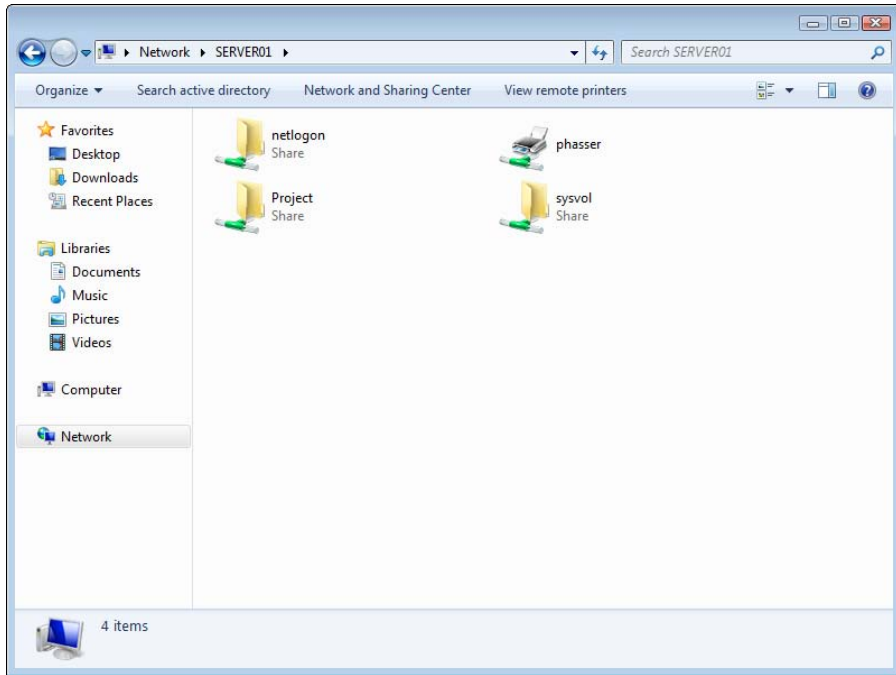 Network ▸ SERVER01 ▸
Search SERVER01
Organize ▾ Search active directory Network and Sharing Center View remote printers
Favorites
Desktop
Downloads
Recent Places
Libraries
Documents
Music
Pictures
Videos
Computer
Network
netlogon
Share
phasser
Project
Share
sysvol
Share
4 items